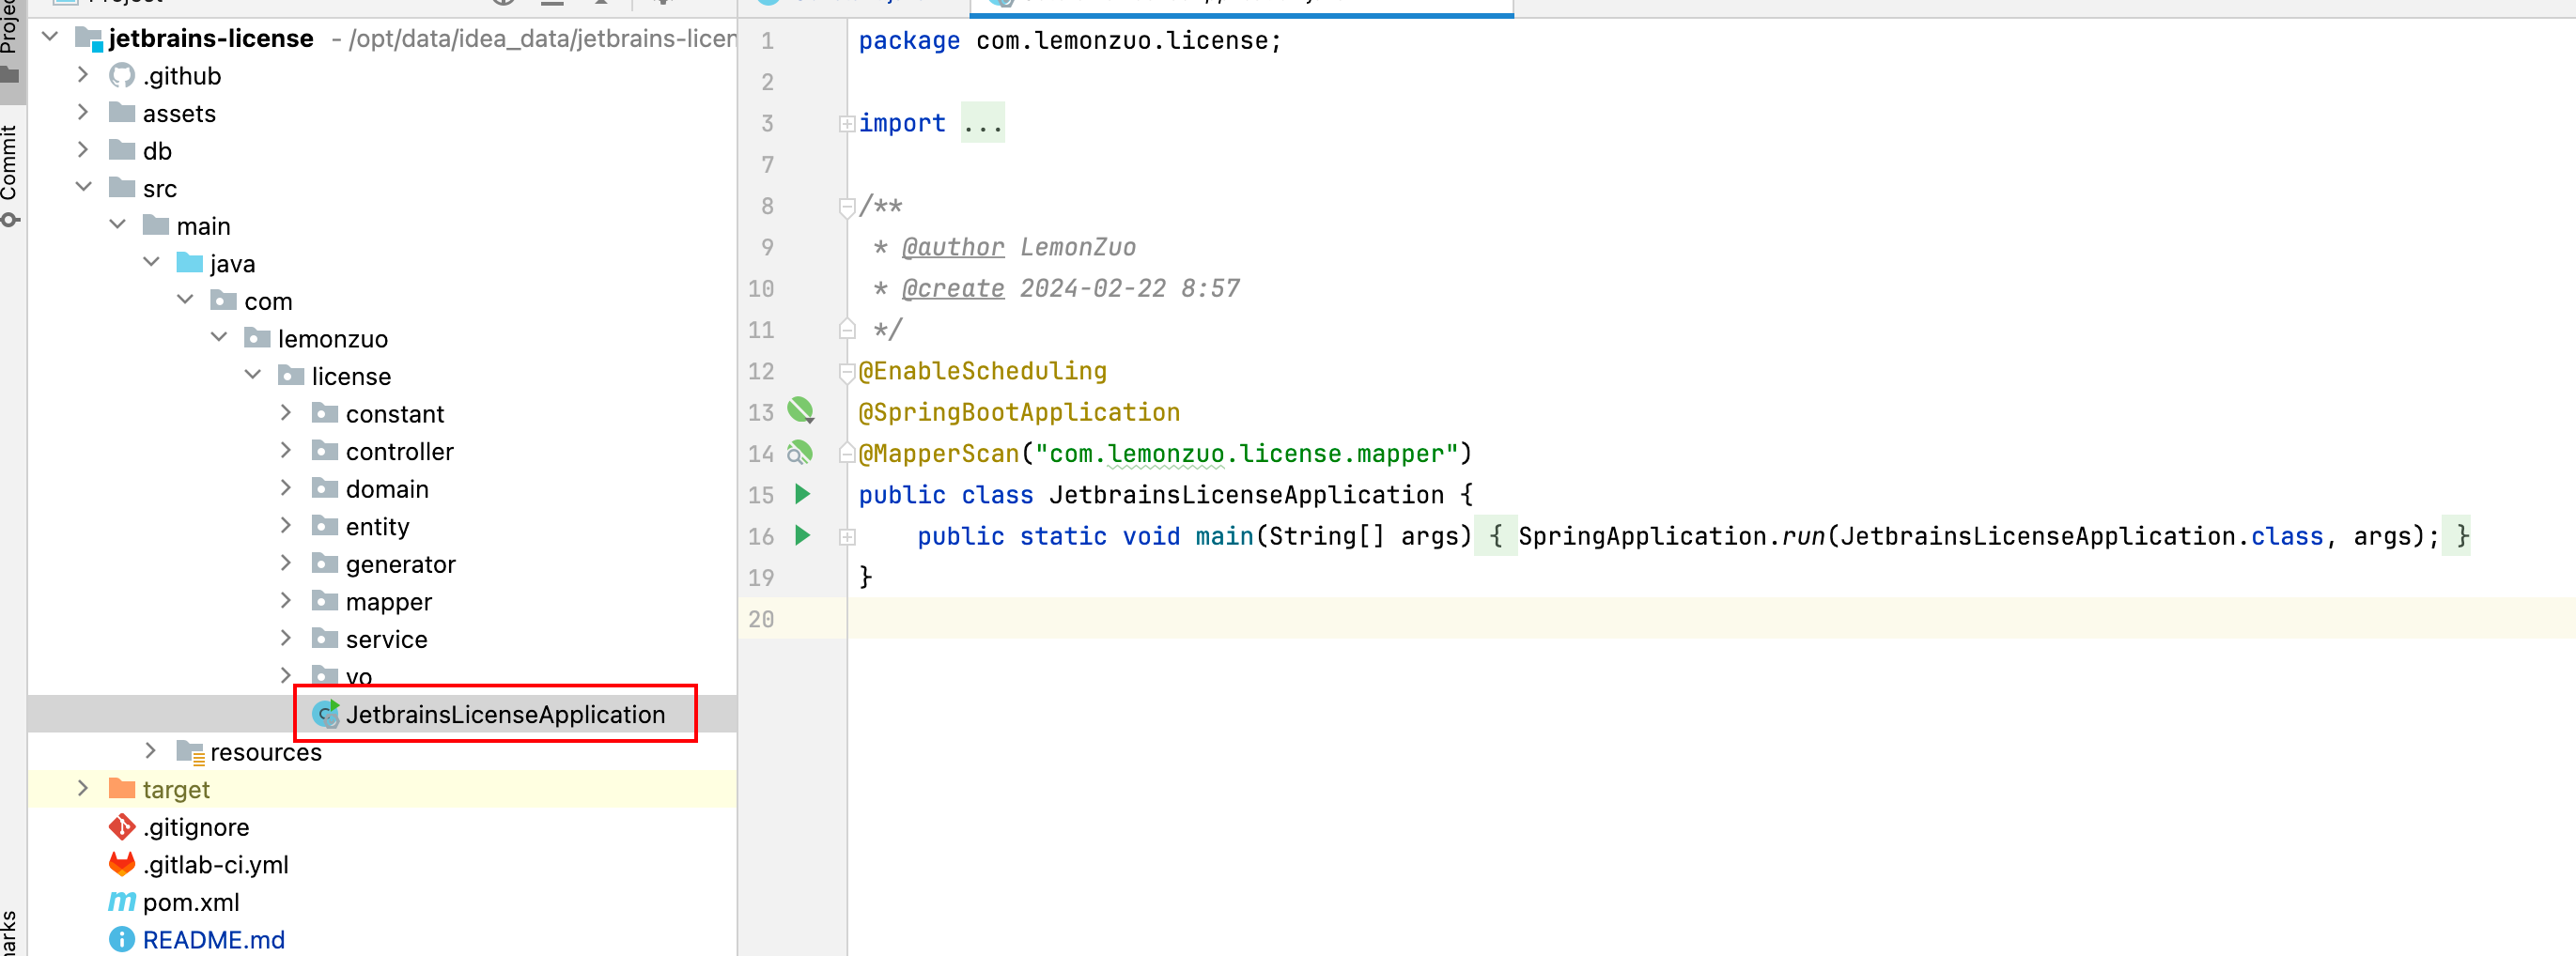 jetbrains-license - /opt/data/idea_data/jetbrains-licen
.github
assets
db
src
main
java
com
lemonzuo
license
constant
controller
domain
entity
generator
mapper
service
vo
JetbrainsLicenseApplication
resources
target
.gitignore
.gitlab-ci.yml
pom.xml
README.md
Commit
1 package com.lemonzuo.license;
2
3 import ...
7
8 /**
9 * @author LemonZuo
10 * @create 2024-02-22 8:57
11 */
12 @EnableScheduling
13 @SpringBootApplication
14 @MapperScan("com.lemonzuo.license.mapper")
15 public class JetbrainsLicenseApplication {
16 public static void main(String[] args) { SpringApplication.run(JetbrainsLicenseApplication.class, args); }
19 }
20